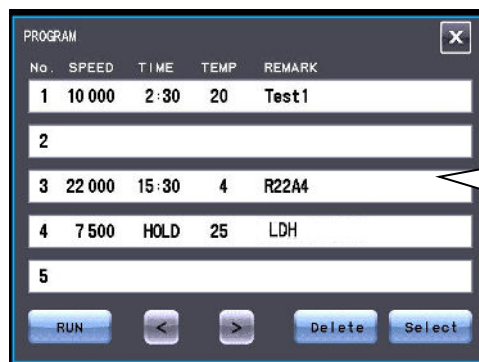 PROGRAM X
No. SPEED TIME TEMP REMARK
1 10 000 2:30 20 Test1
2
3 22 000 15:30 4 R22A4
4 7 500 HOLD 25 LDH
5
RUN < > Delete Select